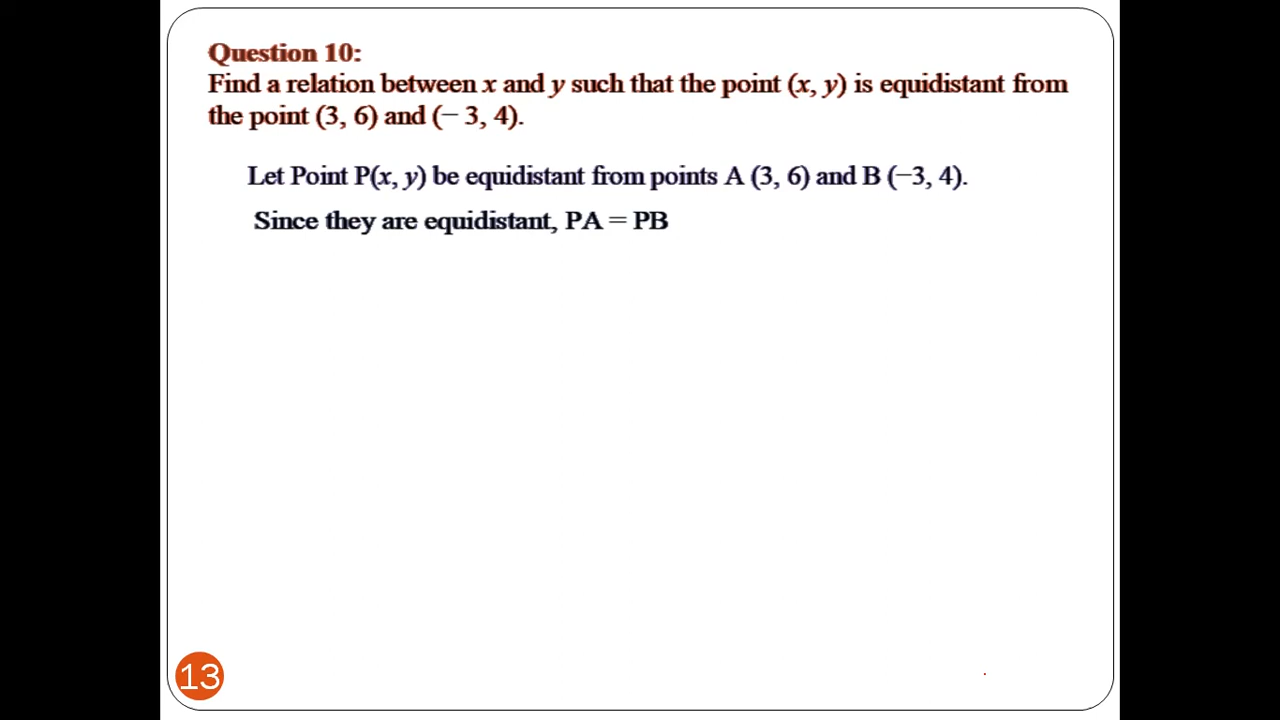 Question 10:
Find a relation between x and y such that the point (x, y) is equidistant from
the point (3, 6) and (− 3, 4).
Let Point P(x, y) be equidistant from points A (3, 6) and B (−3, 4).
Since they are equidistant, PA = PB
13